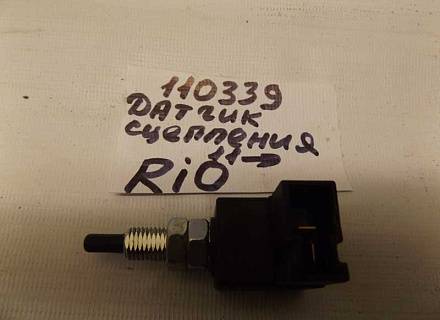 110339
ДАТЧИК
сцепления
11→
RiO